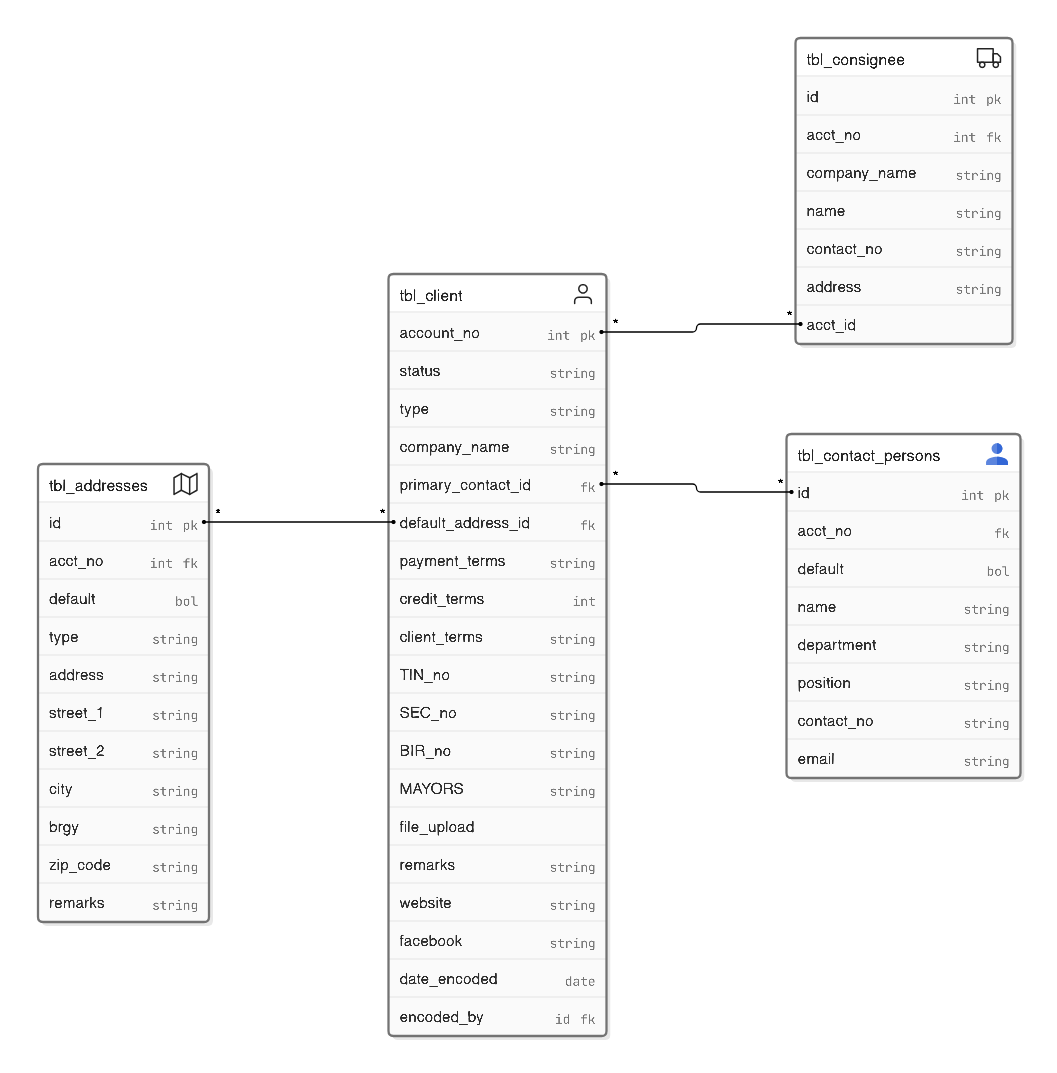 tbl_consignee
id int pk
acct_no int fk
company_name string
name string
contact_no string
address string
acct_id
tbl_client
account_no int pk
status string
type string
company_name string
primary_contact_id fk
default_address_id fk
payment_terms string
credit_terms int
client_terms string
TIN_no string
SEC_no string
BIR_no string
MAYORS string
file_upload
remarks string
website string
facebook string
date_encoded date
encoded_by id fk
tbl_contact_persons
id int pk
acct_no fk
default bol
name string
department string
position string
contact_no string
email string
tbl_addresses
id int pk
acct_no int fk
default bol
type string
address string
street_1 string
street_2 string
city string
brgy string
zip_code string
remarks string
*
*
*
*
*
*